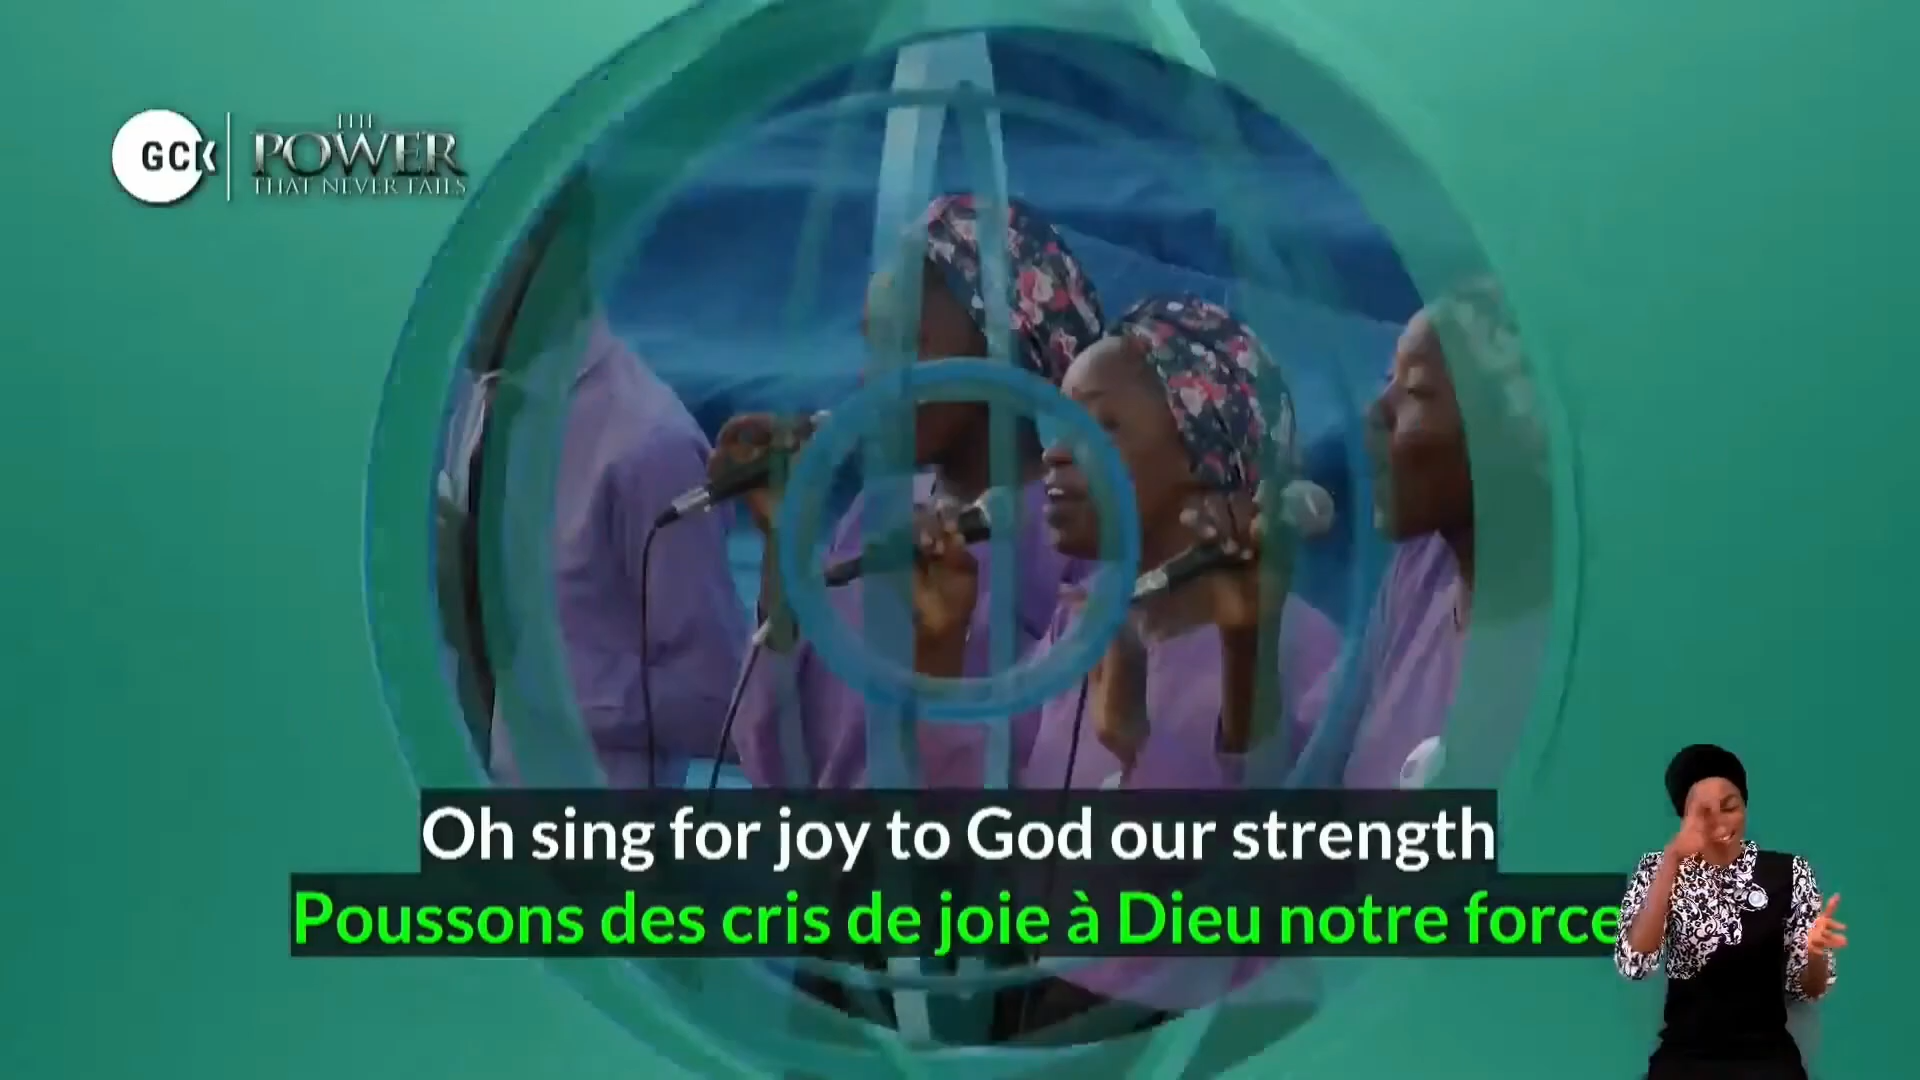 GCK
THE
POWER
THAT NEVER FAILS
Oh sing for joy to God our strength
Poussons des cris de joie à Dieu notre force